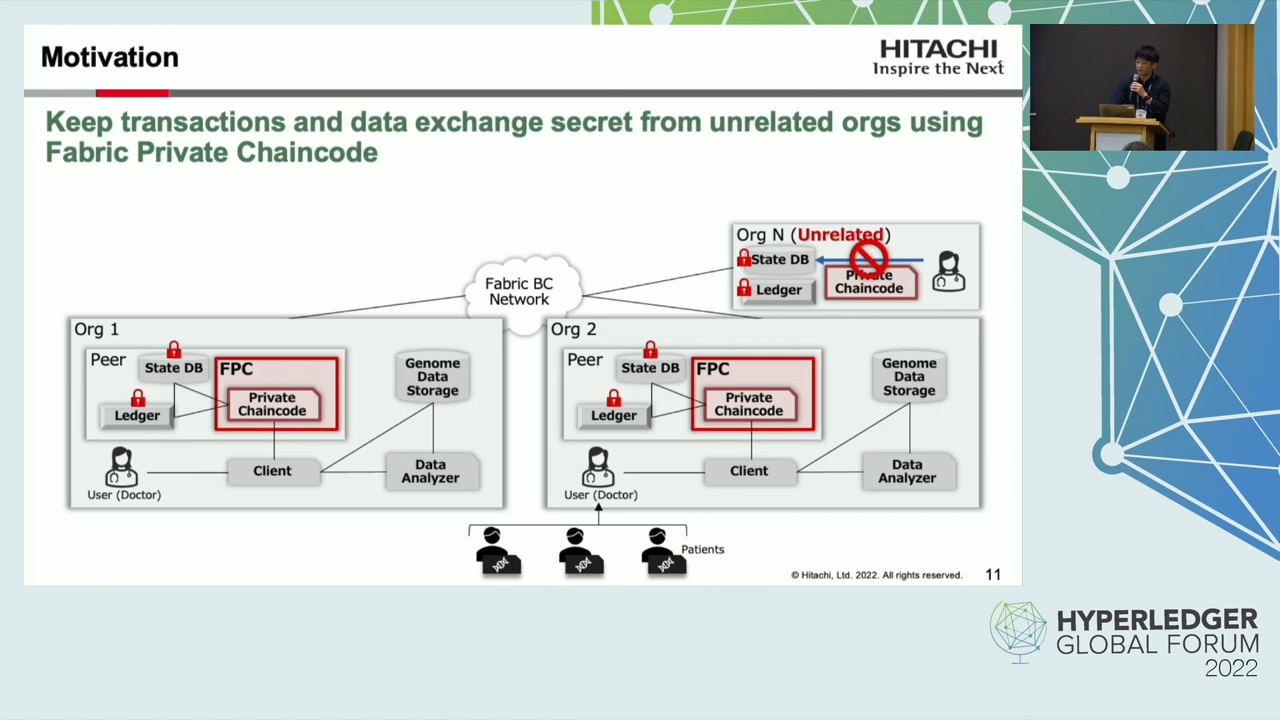 Motivation
HITACHI
Inspire the Next
Keep transactions and data exchange secret from unrelated orgs using
Fabric Private Chaincode
Org N (Unrelated)
State DB
Ledger
Private
Chaincode
Fabric BC
Network
Org 1
Peer
State DB
Ledger
FPC
Private
Chaincode
Genome
Data
Storage
User (Doctor)
Client
Data
Analyzer
Org 2
Peer
State DB
Ledger
FPC
Private
Chaincode
Genome
Data
Storage
User (Doctor)
Client
Data
Analyzer
Patients
© Hitachi, Ltd. 2022. All rights reserved.
11
HYPERLEDGER
GLOBAL FORUM
2022